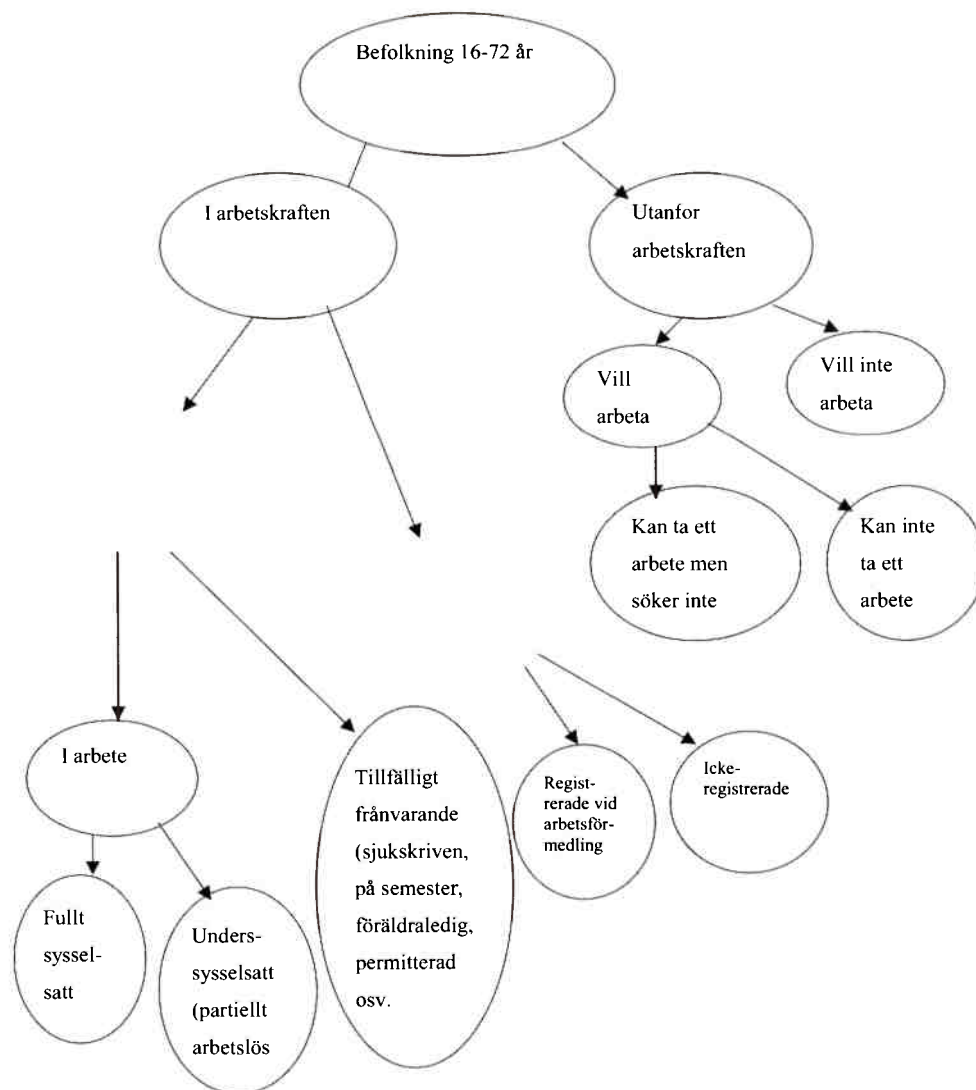 Befolkning 16-72 år
I arbetskraften
Utanfor
arbetskraften
Vill
arbeta
Vill inte
arbeta
Kan ta ett
arbete men
söker inte
Kan inte
ta ett
arbete
I arbete
Tillfälligt
frånvarande
(sjukskriven,
på semester,
föräldraledig,
permitterad
osv.
Regist-
rerade vid
arbetsför-
medling
Icke-
registrerade
Fullt
syssel-
satt
Unders-
sysselsatt
(partiellt
arbetslös